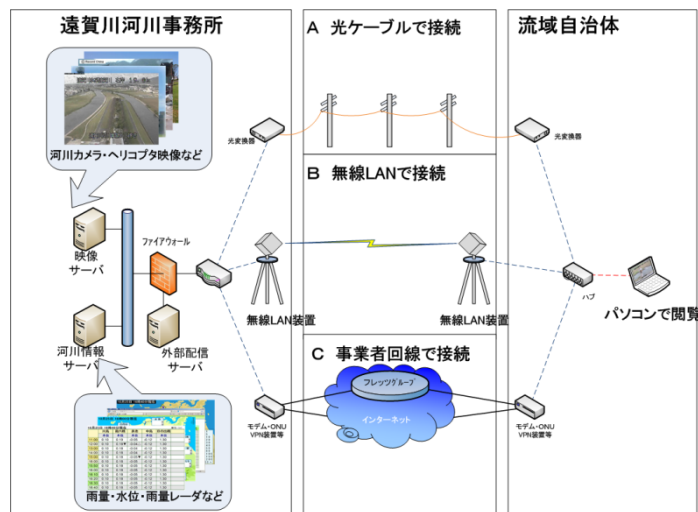 遠賀川河川事務所
河川カメラ・ヘリコプタ映像など
映像
サーバ
ファイアウォール
河川情報
サーバ
外部配信
サーバ
雨量・水位・雨量レーダなど
A 光ケーブルで接続
光変換器
光変換器
B 無線LANで接続
無線LAN装置
無線LAN装置
C 事業者回線で接続
フレッツグループ
インターネット
モデム・ONU
VPN装置等
モデム・ONU
VPN装置等
流域自治体
ハブ
パソコンで閲覧